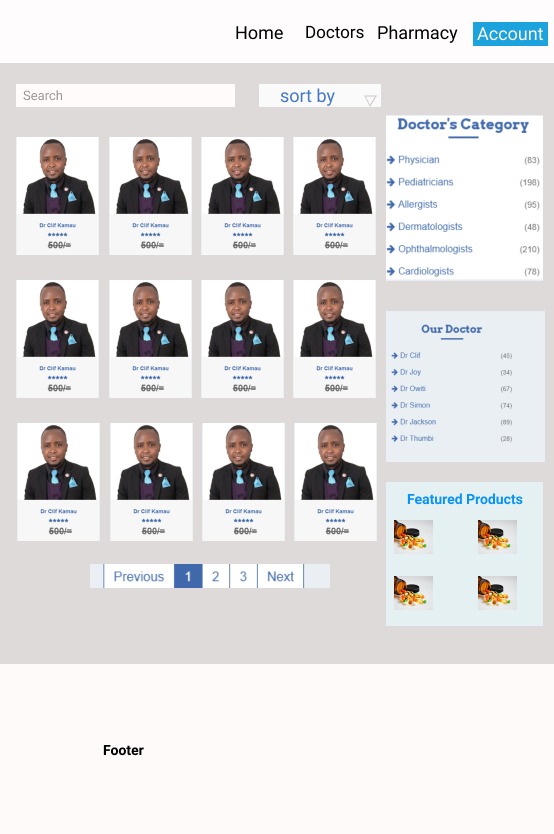 Home Doctors Pharmacy Account
Search
sort by
Dr Clif Kamau Dr Clif Kamau Dr Clif Kamau Dr Clif Kamau
***** ***** ***** *****
500/= 500/= 500/= 500/=
Dr Clif Kamau Dr Clif Kamau Dr Clif Kamau Dr Clif Kamau
***** ***** ***** *****
500/= 500/= 500/= 500/=
Dr Clif Kamau Dr Clif Kamau Dr Clif Kamau Dr Clif Kamau
***** ***** ***** *****
500/= 500/= 500/= 500/=
Previous 1 2 3 Next
Doctor's Category
Physician (83)
Pediatricians (198)
Allergists (95)
Dermatologists (48)
Ophthalmologists (210)
Cardiologists (78)
Our Doctor
Dr Clif (45)
Dr Joy (34)
Dr Owiti (67)
Dr Simon (74)
Dr Jackson (89)
Dr Thumbi (28)
Featured Products
Footer